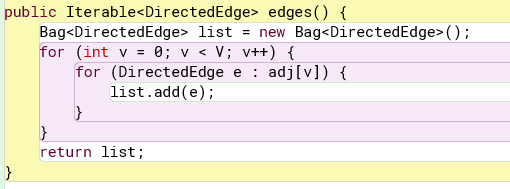 public Iterable<DirectedEdge> edges() {
    Bag<DirectedEdge> list = new Bag<DirectedEdge>();
    for (int v = 0; v < V; v++) {
        for (DirectedEdge e : adj[v]) {
            list.add(e);
        }
    }
    return list;
}